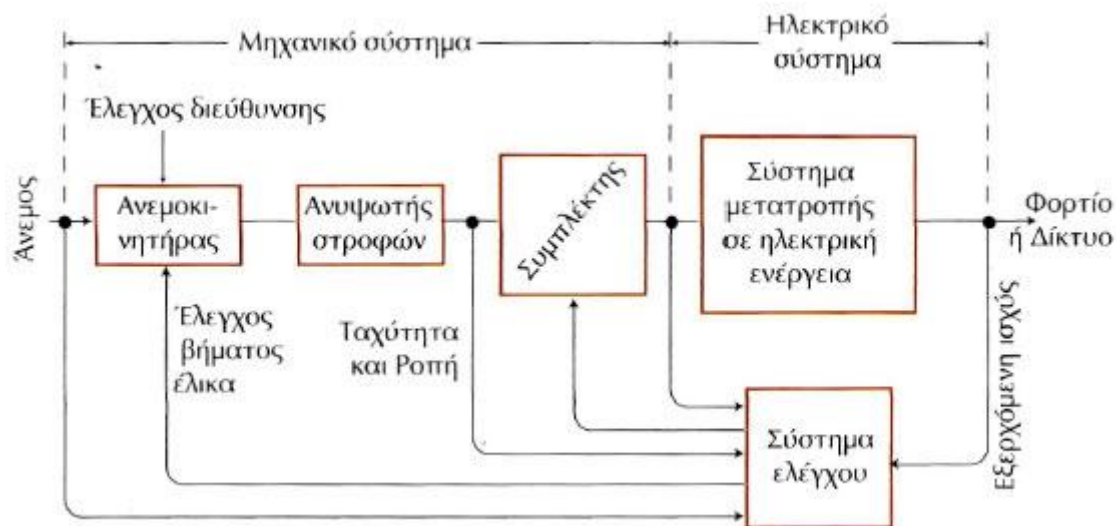 Μηχανικό σύστημα
Ηλεκτρικό
σύστημα
Έλεγχος διεύθυνσης
Άνεμος
Ανεμοκι-
νητήρας
Ανυψωτής
στροφών
Συμπλέκτης
Σύστημα
μετατροπής
σε ηλεκτρική
ενέργεια
Φορτίο
ή Δίκτυο
Έλεγχος
βήματος
έλικα
Ταχύτητα
και Ροπή
Σύστημα
ελέγχου
Εξερχόμενη ισχύς